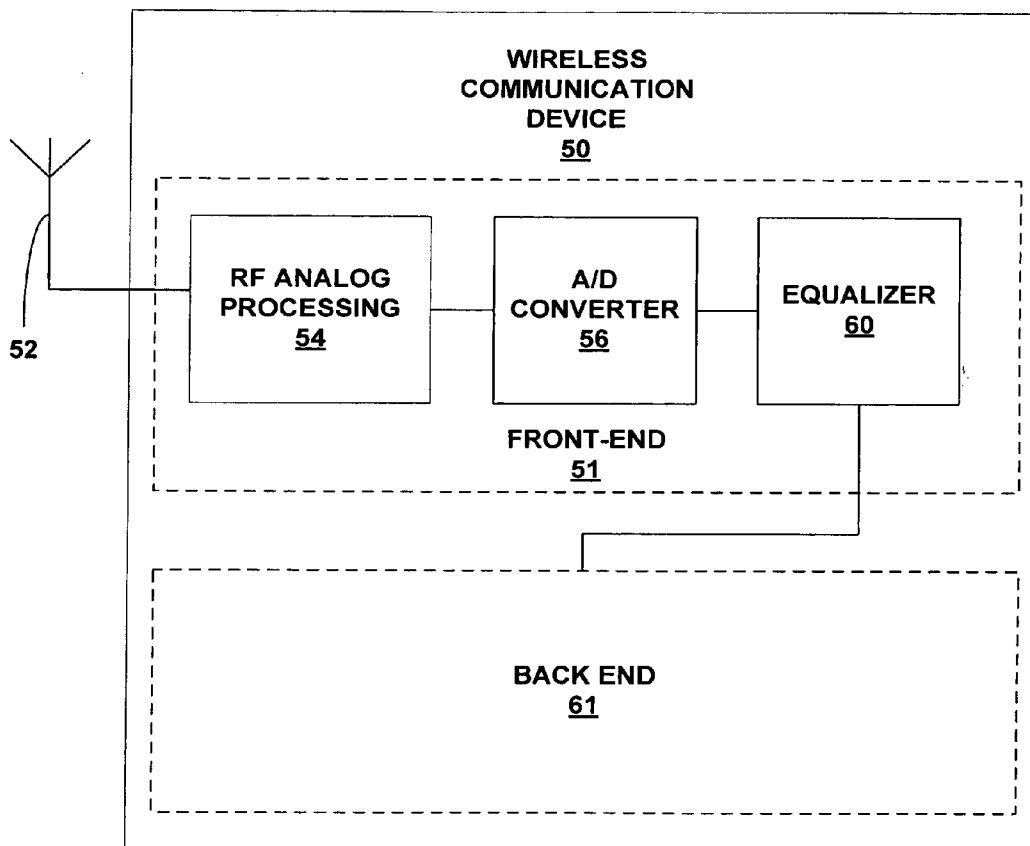 WIRELESS
COMMUNICATION
DEVICE
50
RF ANALOG
PROCESSING
54
A/D
CONVERTER
56
EQUALIZER
60
52
FRONT-END
51
BACK END
61